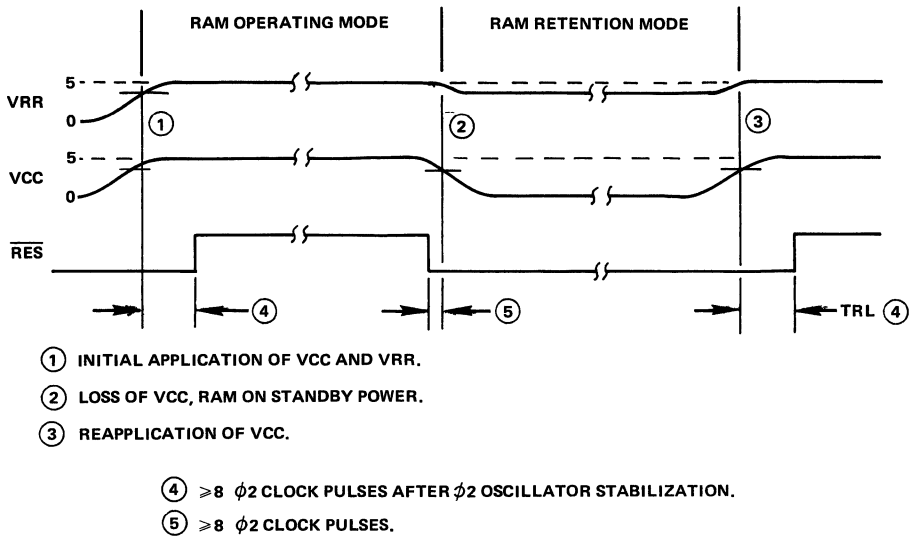 RAM OPERATING MODE
RAM RETENTION MODE
VRR
5
0
①
②
③
VCC
5
0
RES
④
⑤
TRL ④
① INITIAL APPLICATION OF VCC AND VRR.
② LOSS OF VCC, RAM ON STANDBY POWER.
③ REAPPLICATION OF VCC.
④ ⩾8 ϕ2 CLOCK PULSES AFTER ϕ2 OSCILLATOR STABILIZATION.
⑤ ⩾8 ϕ2 CLOCK PULSES.